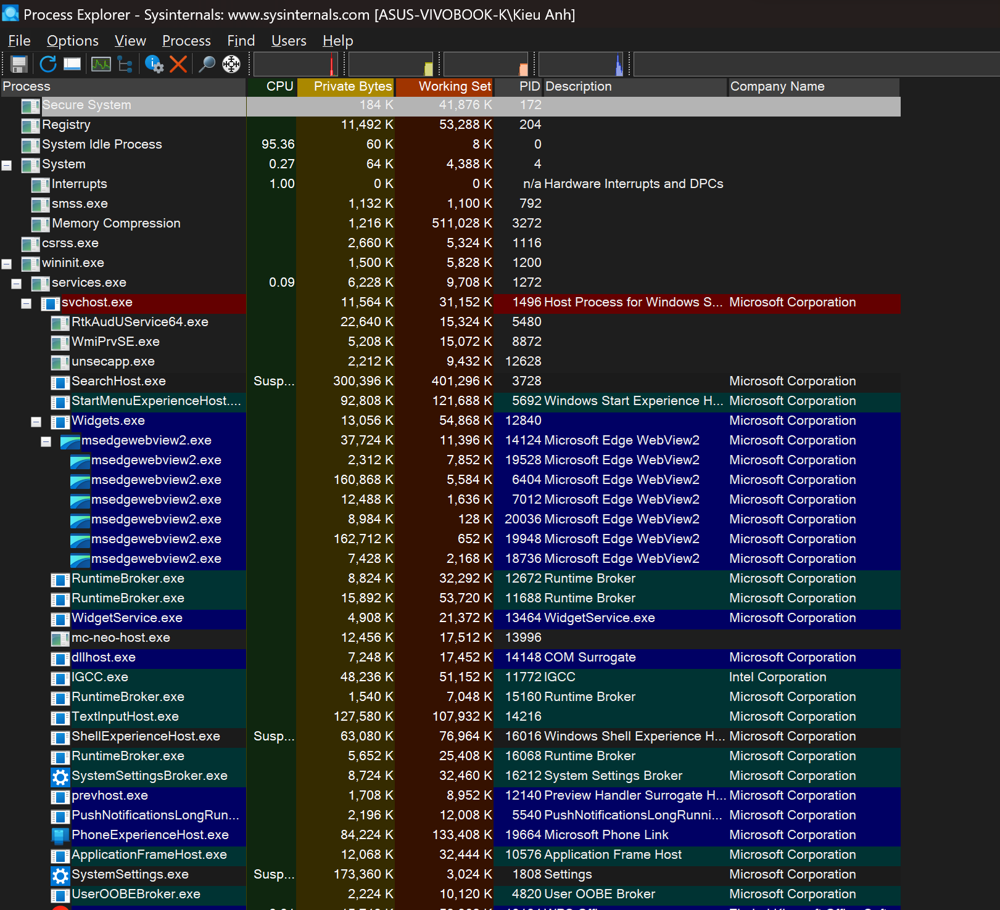 Process Explorer - Sysinternals: www.sysinternals.com [ASUS-VIVOBOOK-K\Kieu Anh]
File Options View Process Find Users Help
Process CPU Private Bytes Working Set PID Description Company Name
Secure System 184 K 41,876 K 172
Registry 11,492 K 53,288 K 204
System Idle Process 95.36 60 K 8 K 0
System 0.27 64 K 4,388 K 4
Interrupts 1.00 0 K 0 K n/a Hardware Interrupts and DPCs
smss.exe 1,132 K 1,100 K 792
Memory Compression 1,216 K 511,028 K 3272
csrss.exe 2,660 K 5,324 K 1116
wininit.exe 1,500 K 5,828 K 1200
services.exe 0.09 6,228 K 9,708 K 1272
svchost.exe 11,564 K 31,152 K 1496 Host Process for Windows S... Microsoft Corporation
RtkAudUService64.exe 22,640 K 15,324 K 5480
WmiPrvSE.exe 5,208 K 15,072 K 8872
unsecapp.exe 2,212 K 9,432 K 12628
SearchHost.exe Susp... 300,396 K 401,296 K 3728 Microsoft Corporation
StartMenuExperienceHost.... 92,808 K 121,688 K 5692 Windows Start Experience H... Microsoft Corporation
Widgets.exe 13,056 K 54,868 K 12840 Microsoft Corporation
msedgewebview2.exe 37,724 K 11,396 K 14124 Microsoft Edge WebView2 Microsoft Corporation
msedgewebview2.exe 2,312 K 7,852 K 19528 Microsoft Edge WebView2 Microsoft Corporation
msedgewebview2.exe 160,868 K 5,584 K 6404 Microsoft Edge WebView2 Microsoft Corporation
msedgewebview2.exe 12,488 K 1,636 K 7012 Microsoft Edge WebView2 Microsoft Corporation
msedgewebview2.exe 8,984 K 128 K 20036 Microsoft Edge WebView2 Microsoft Corporation
msedgewebview2.exe 162,712 K 652 K 19948 Microsoft Edge WebView2 Microsoft Corporation
msedgewebview2.exe 7,428 K 2,168 K 18736 Microsoft Edge WebView2 Microsoft Corporation
RuntimeBroker.exe 8,824 K 32,292 K 12672 Runtime Broker Microsoft Corporation
RuntimeBroker.exe 15,892 K 53,720 K 11688 Runtime Broker Microsoft Corporation
WidgetService.exe 4,908 K 21,372 K 13464 WidgetService.exe Microsoft Corporation
mc-neo-host.exe 12,456 K 17,512 K 13996
dllhost.exe 7,248 K 17,452 K 14148 COM Surrogate Microsoft Corporation
IGCC.exe 48,236 K 51,152 K 11772 IGCC Intel Corporation
RuntimeBroker.exe 1,540 K 7,048 K 15160 Runtime Broker Microsoft Corporation
TextInputHost.exe 127,580 K 107,932 K 14216 Microsoft Corporation
ShellExperienceHost.exe Susp... 63,080 K 76,964 K 16016 Windows Shell Experience H... Microsoft Corporation
RuntimeBroker.exe 5,652 K 25,408 K 16068 Runtime Broker Microsoft Corporation
SystemSettingsBroker.exe 8,724 K 32,460 K 16212 System Settings Broker Microsoft Corporation
prevhost.exe 1,708 K 8,952 K 12140 Preview Handler Surrogate H... Microsoft Corporation
PushNotificationsLongRun... 2,196 K 12,008 K 5540 PushNotificationsLongRunni... Microsoft Corporation
PhoneExperienceHost.exe 84,224 K 133,408 K 19664 Microsoft Phone Link Microsoft Corporation
ApplicationFrameHost.exe 12,068 K 32,444 K 10576 Application Frame Host Microsoft Corporation
SystemSettings.exe Susp... 173,360 K 3,024 K 1808 Settings Microsoft Corporation
UserOOBEBroker.exe 2,224 K 10,120 K 4820 User OOBE Broker Microsoft Corporation